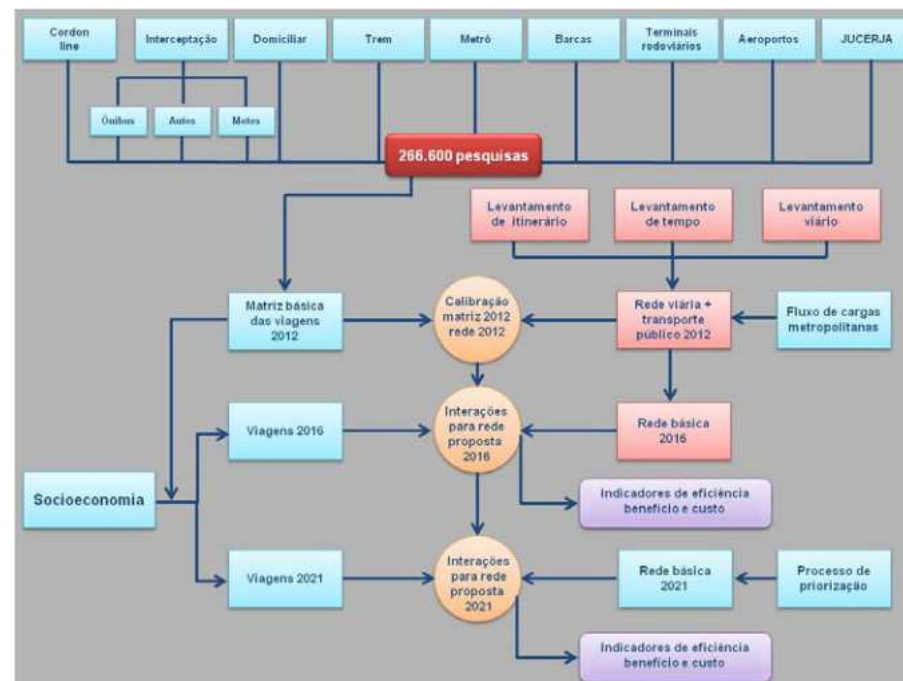 Cordon
line
Interceptação
Domiciliar
Trem
Metrô
Barcas
Terminais
rodoviários
Aeroportos
JUCERJA
Ônibus
Autos
Motos
266.600 pesquisas
Levantamento
de itinerário
Levantamento
de tempo
Levantamento
viário
Matriz básica
das viagens
2012
Calibração
matriz 2012
rede 2012
Rede viária +
transporte
público 2012
Fluxo de cargas
metropolitanas
Viagens 2016
Interações
para rede
proposta
2016
Rede básica
2016
Socioeconomia
Indicadores de eficiência
benefício e custo
Viagens 2021
Interações
para rede
proposta
2021
Rede básica
2021
Processo de
priorização
Indicadores de eficiência
benefício e custo